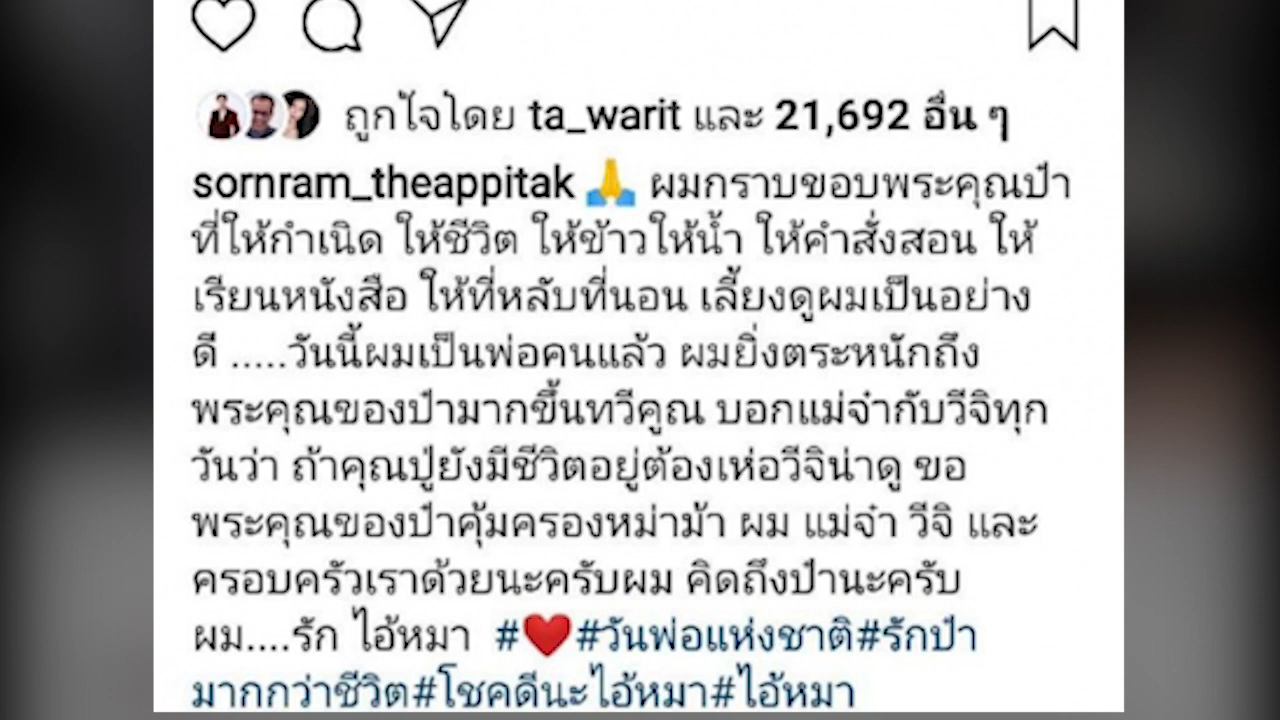 ถูกใจโดย ta_warit และ 21,692 อื่น ๆ
sornram_theappitak 🙏 ผมกราบขอบพระคุณป๋า
ที่ให้กำเนิด ให้ชีวิต ให้ข้าวให้น้ำ ให้คำสั่งสอน ให้
เรียนหนังสือ ให้ที่หลับที่นอน เลี้ยงดูผมเป็นอย่าง
ดี .....วันนี้ผมเป็นพ่อคนแล้ว ผมยิ่งตระหนักถึง
พระคุณของป๋ามากขึ้นทวีคูณ บอกแม่จ๋ากับวีจิทุก
วันว่า ถ้าคุณปู่ยังมีชีวิตอยู่ต้องเห่อวีจิน่าดู ขอ
พระคุณของป๋าคุ้มครองหม่าม้า ผม แม่จ๋า วีจิ และ
ครอบครัวเราด้วยนะครับผม คิดถึงป๋านะครับ
ผม....รัก ไอ้หมา #❤️#วันพ่อแห่งชาติ#รักป๋า
มากกว่าชีวิต#โชคดีนะไอ้หมา#ไอ้หมา